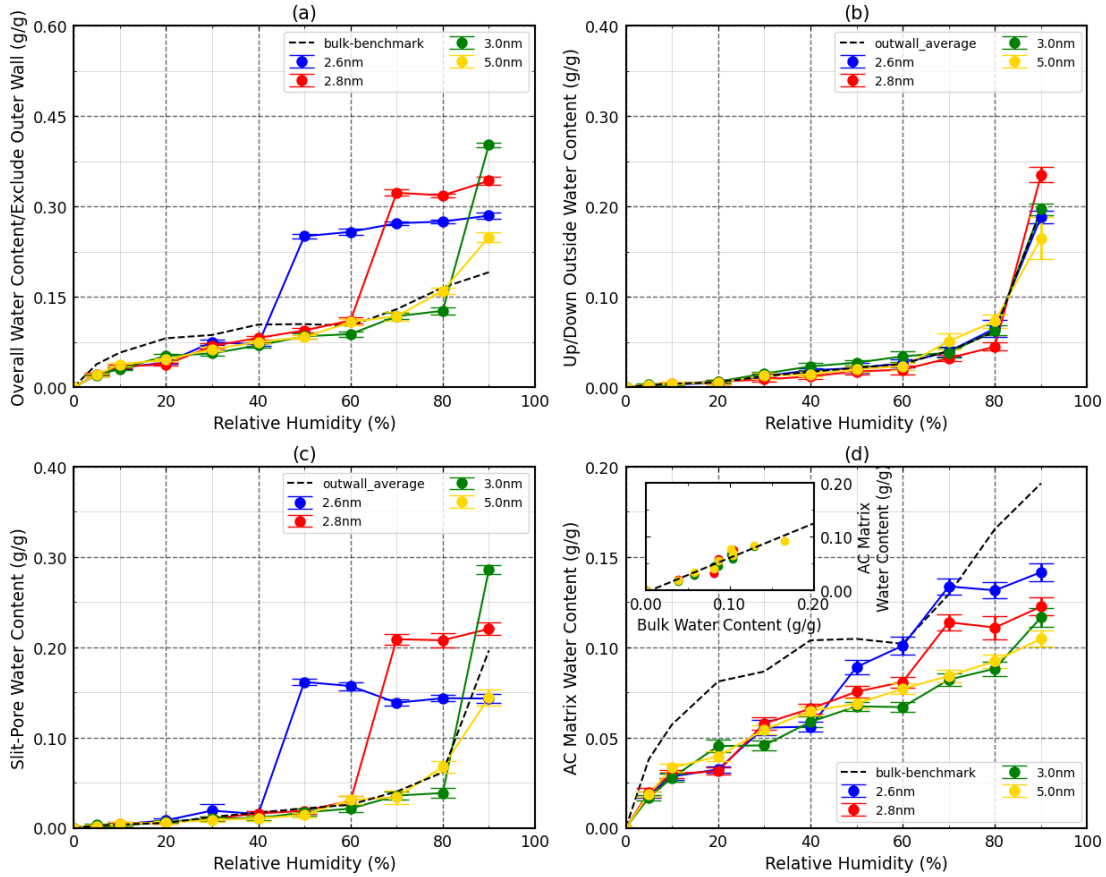 (a)
Overall Water Content/Exclude Outer Wall (g/g)
0.60
0.45
0.30
0.15
0.00
bulk-benchmark
2.6nm
2.8nm
3.0nm
5.0nm
0 20 40 60 80 100
Relative Humidity (%)
(b)
Up/Down Outside Water Content (g/g)
0.40
0.30
0.20
0.10
0.00
outwall_average
2.6nm
2.8nm
3.0nm
5.0nm
0 20 40 60 80 100
Relative Humidity (%)
(c)
Slit-Pore Water Content (g/g)
0.40
0.30
0.20
0.10
0.00
outwall_average
2.6nm
2.8nm
3.0nm
5.0nm
0 20 40 60 80 100
Relative Humidity (%)
(d)
AC Matrix Water Content (g/g)
0.20
0.15
0.10
0.05
0.00
0.20
0.10
0.00
AC Matrix
Water Content (g/g)
0.00 0.10 0.20
Bulk Water Content (g/g)
bulk-benchmark
2.6nm
2.8nm
3.0nm
5.0nm
0 20 40 60 80 100
Relative Humidity (%)